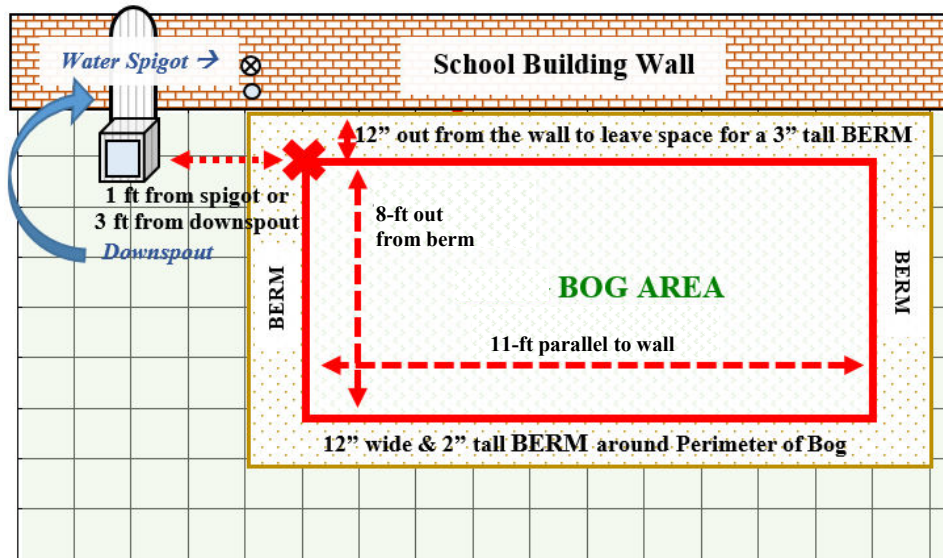 Water Spigot →
School Building Wall
12” out from the wall to leave space for a 3” tall BERM
1 ft from spigot or
3 ft from downspout
Downspout
8-ft out
from berm
BERM
BOG AREA
BERM
11-ft parallel to wall
12” wide & 2” tall BERM around Perimeter of Bog